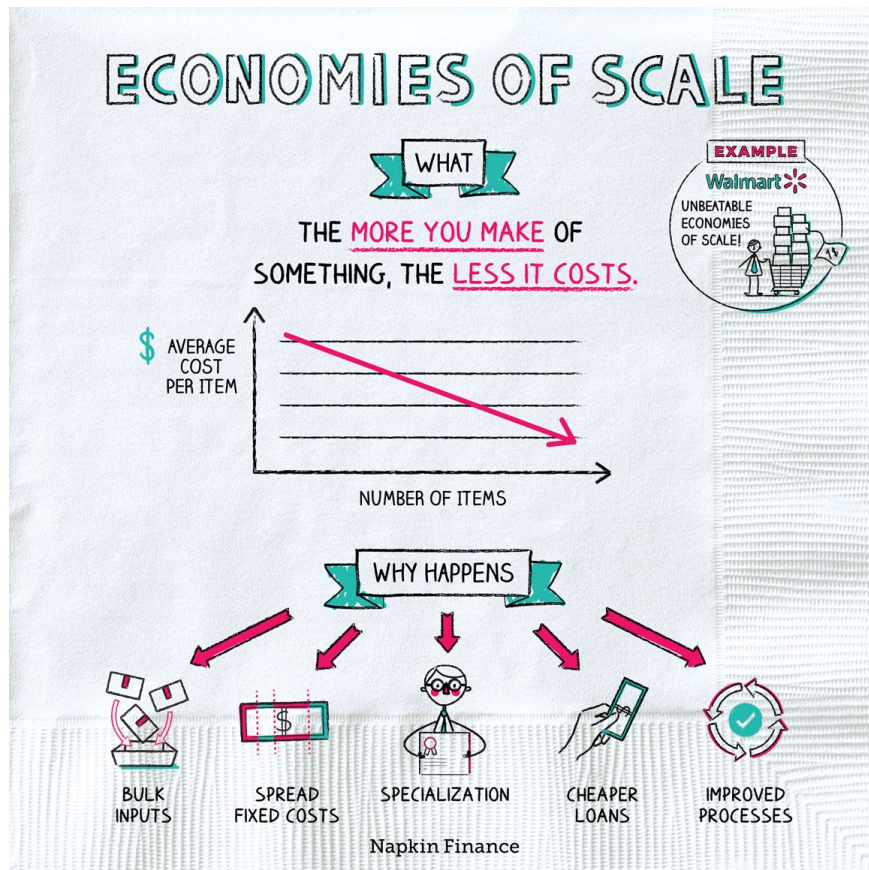 ECONOMIES OF SCALE
WHAT
THE MORE YOU MAKE OF
SOMETHING, THE LESS IT COSTS.
EXAMPLE
Walmart
UNBEATABLE
ECONOMIES
OF SCALE!
$
AVERAGE
COST
PER ITEM
NUMBER OF ITEMS
WHY HAPPENS
$
BULK
INPUTS
SPREAD
FIXED COSTS
SPECIALIZATION
CHEAPER
LOANS
IMPROVED
PROCESSES
Napkin Finance